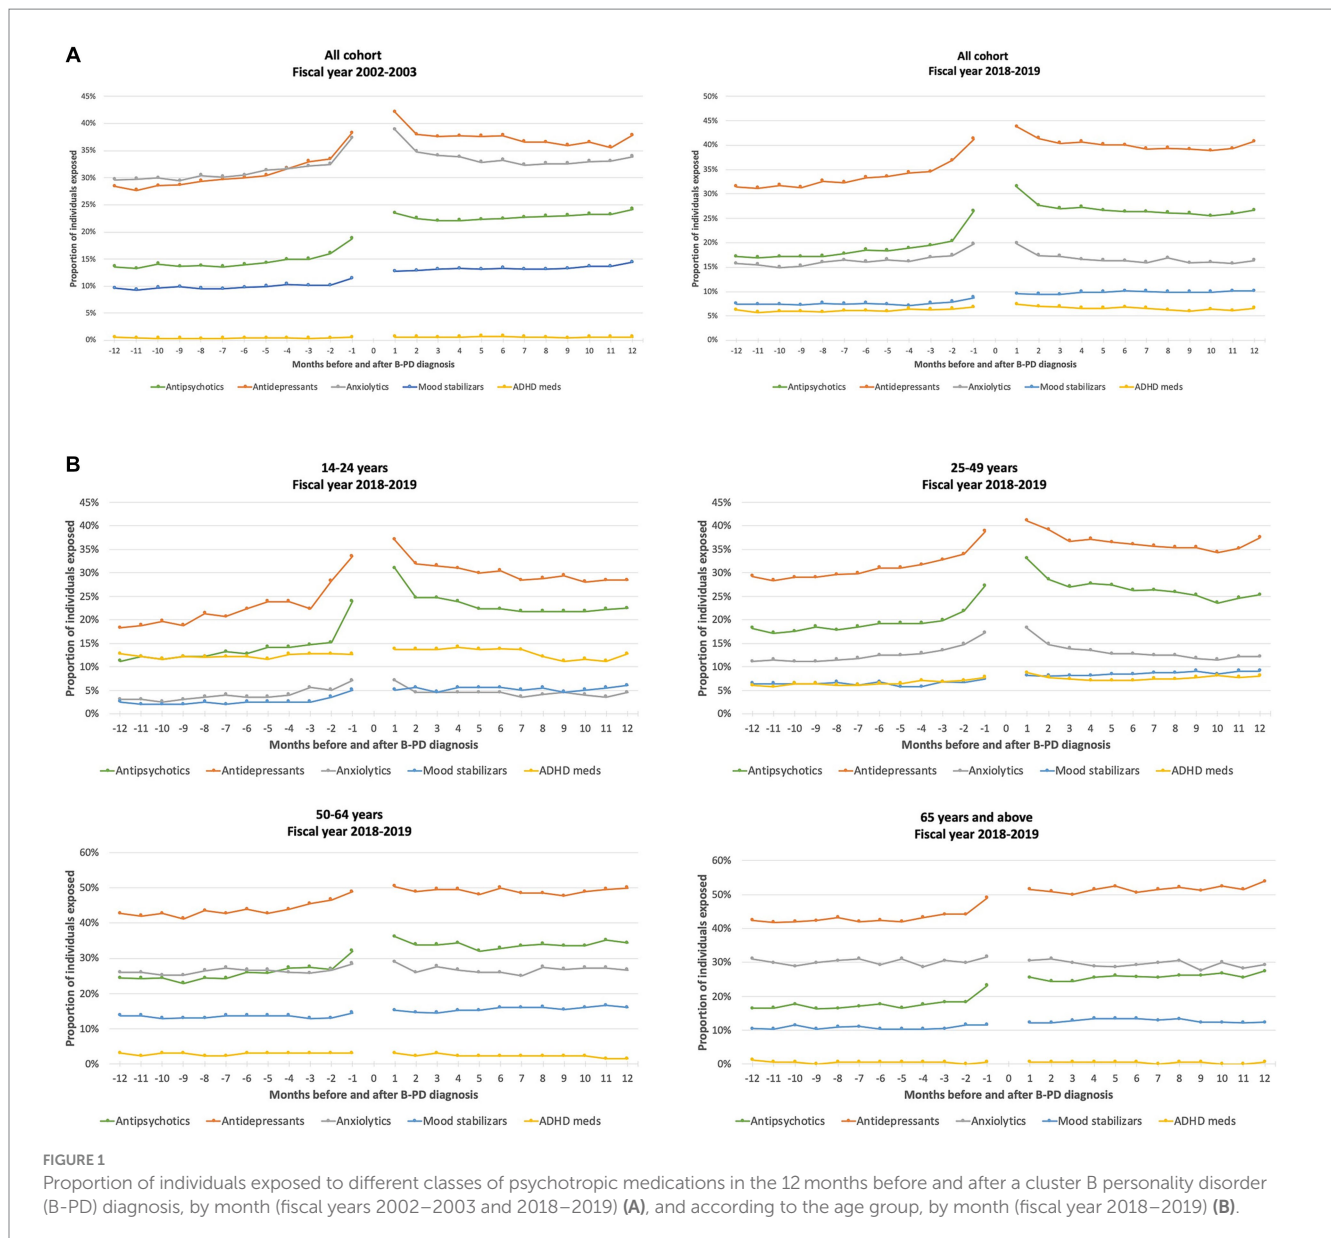 A
All cohort
Fiscal year 2002-2003
Proportion of individuals exposed
45%
40%
35%
30%
25%
20%
15%
10%
5%
0%
-12 -11 -10 -9 -8 -7 -6 -5 -4 -3 -2 -1 0 1 2 3 4 5 6 7 8 9 10 11 12
Months before and after B-PD diagnosis
Antipsychotics Antidepressants Anxiolytics Mood stabilizars ADHD meds
All cohort
Fiscal year 2018-2019
Proportion of individuals exposed
50%
45%
40%
35%
30%
25%
20%
15%
10%
5%
0%
-12 -11 -10 -9 -8 -7 -6 -5 -4 -3 -2 -1 0 1 2 3 4 5 6 7 8 9 10 11 12
Months before and after B-PD diagnosis
Antipsychotics Antidepressants Anxiolytics Mood stabilizars ADHD meds
B
14-24 years
Fiscal year 2018-2019
Proportion of individuals exposed
45%
40%
35%
30%
25%
20%
15%
10%
5%
0%
-12 -11 -10 -9 -8 -7 -6 -5 -4 -3 -2 -1 0 1 2 3 4 5 6 7 8 9 10 11 12
Months before and after B-PD diagnosis
Antipsychotics Antidepressants Anxiolytics Mood stabilizars ADHD meds
25-49 years
Fiscal year 2018-2019
Proportion of individuals exposed
45%
40%
35%
30%
25%
20%
15%
10%
5%
0%
-12 -11 -10 -9 -8 -7 -6 -5 -4 -3 -2 -1 0 1 2 3 4 5 6 7 8 9 10 11 12
Months before and after B-PD diagnosis
Antipsychotics Antidepressants Anxiolytics Mood stabilizars ADHD meds
50-64 years
Fiscal year 2018-2019
Proportion of individuals exposed
60%
50%
40%
30%
20%
10%
0%
-12 -11 -10 -9 -8 -7 -6 -5 -4 -3 -2 -1 0 1 2 3 4 5 6 7 8 9 10 11 12
Months before and after B-PD diagnosis
Antipsychotics Antidepressants Anxiolytics Mood stabilizars ADHD meds
65 years and above
Fiscal year 2018-2019
Proportion of individuals exposed
60%
50%
40%
30%
20%
10%
0%
-12 -11 -10 -9 -8 -7 -6 -5 -4 -3 -2 -1 0 1 2 3 4 5 6 7 8 9 10 11 12
Months before and after B-PD diagnosis
Antipsychotics Antidepressants Anxiolytics Mood stabilizars ADHD meds
FIGURE 1
Proportion of individuals exposed to different classes of psychotropic medications in the 12 months before and after a cluster B personality disorder
(B-PD) diagnosis, by month (fiscal years 2002–2003 and 2018–2019) (A), and according to the age group, by month (fiscal year 2018–2019) (B).